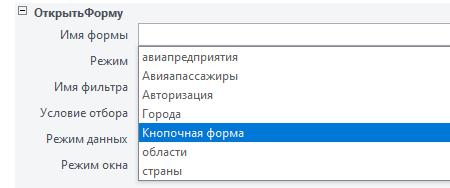 ОткрытьФорму
Имя формы
Режим
Имя фильтра
Условие отбора
Режим данных
Режим окна
авиапредприятия
Авияапассажиры
Авторизация
Города
Кнопочная форма
области
страны